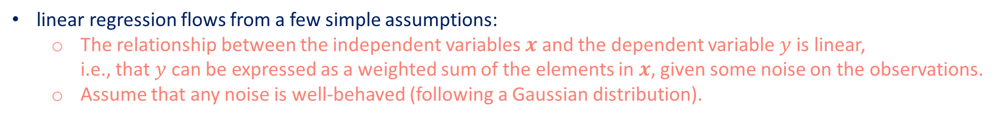 • linear regression flows from a few simple assumptions:
o The relationship between the independent variables x and the dependent variable y is linear,
i.e., that y can be expressed as a weighted sum of the elements in x, given some noise on the observations.
o Assume that any noise is well-behaved (following a Gaussian distribution).